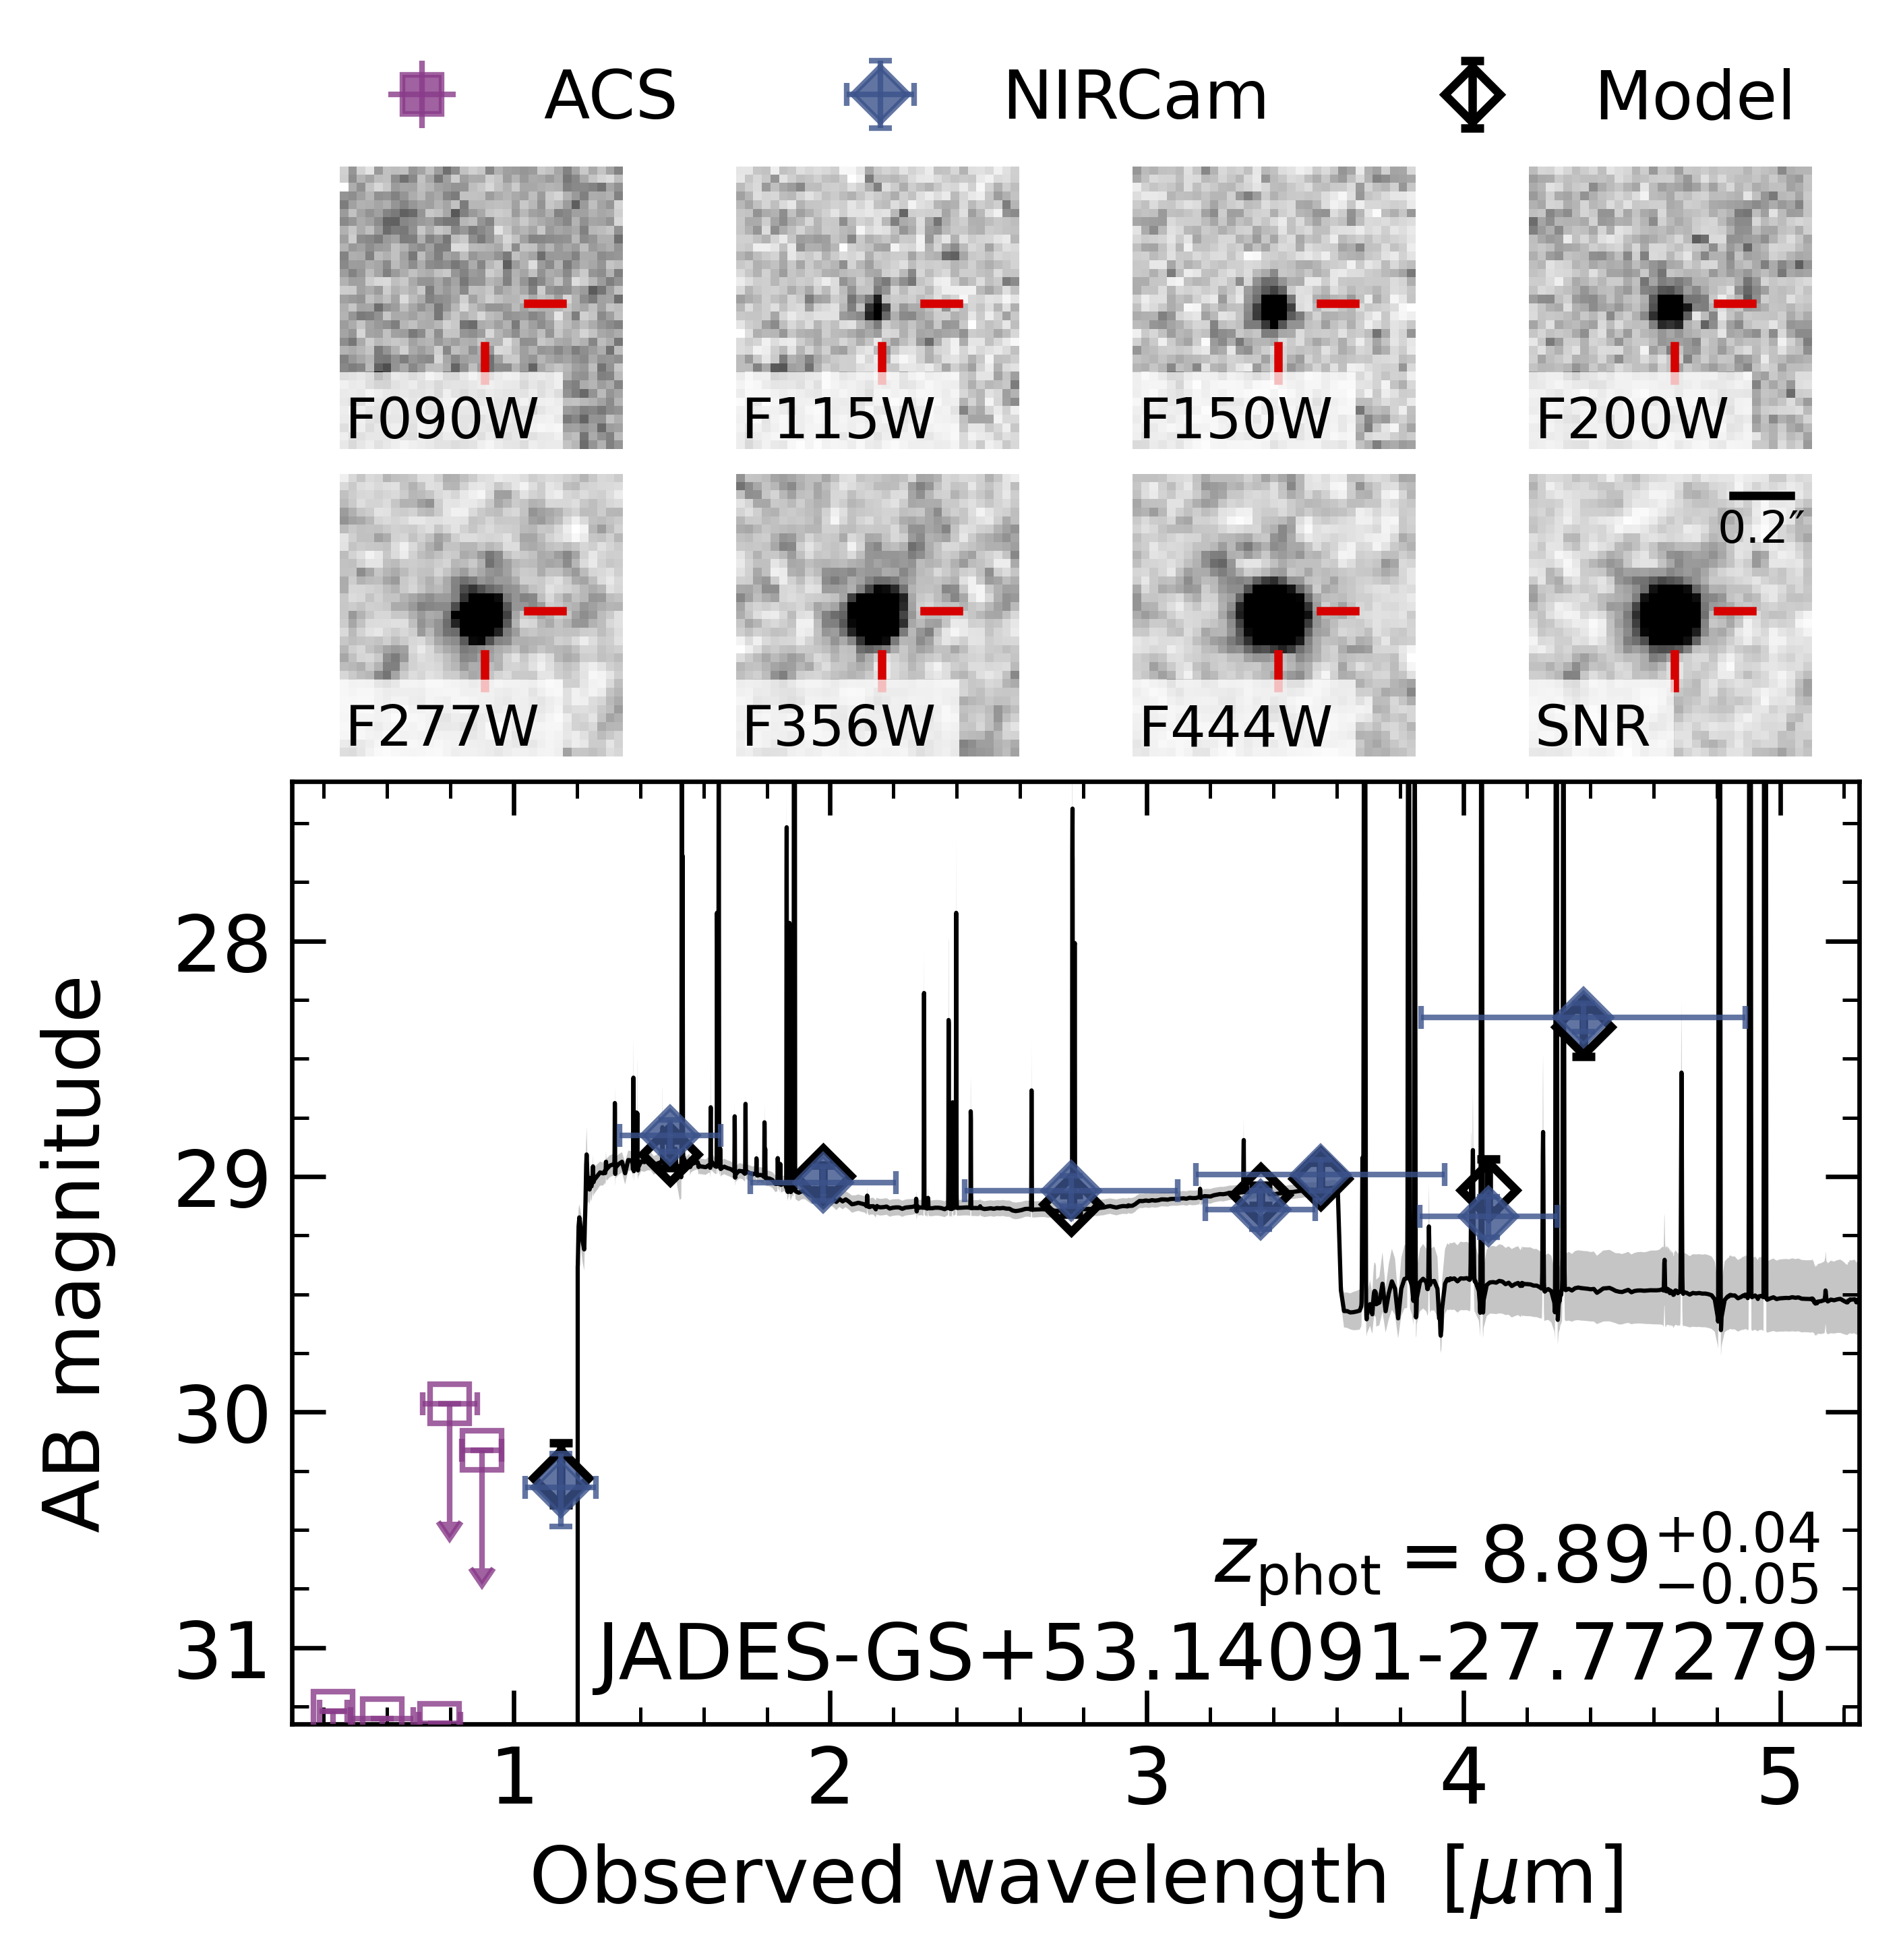 ACS NIRCam Model
F090W F115W F150W F200W
0.2″
F277W F356W F444W SNR
28
29
30
31
AB magnitude
z_phot = 8.89 +0.04 −0.05
JADES-GS+53.14091-27.77279
1 2 3 4 5
Observed wavelength [μm]